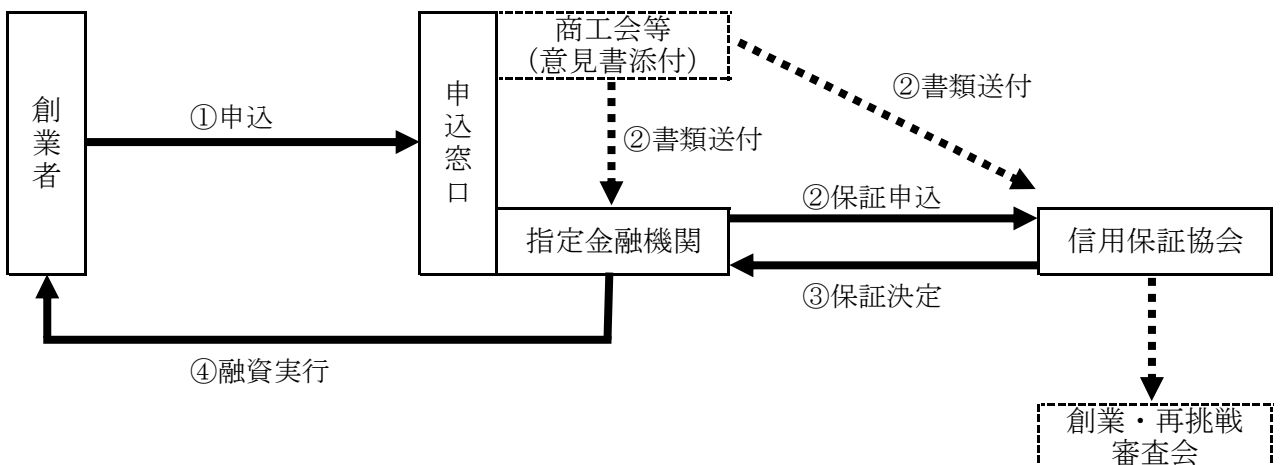 商工会等
(意見書添付)
創業者
①申込
申込窓口
②書類送付
②書類送付
②保証申込
指定金融機関
信用保証協会
③保証決定
④融資実行
創業・再挑戦
審査会